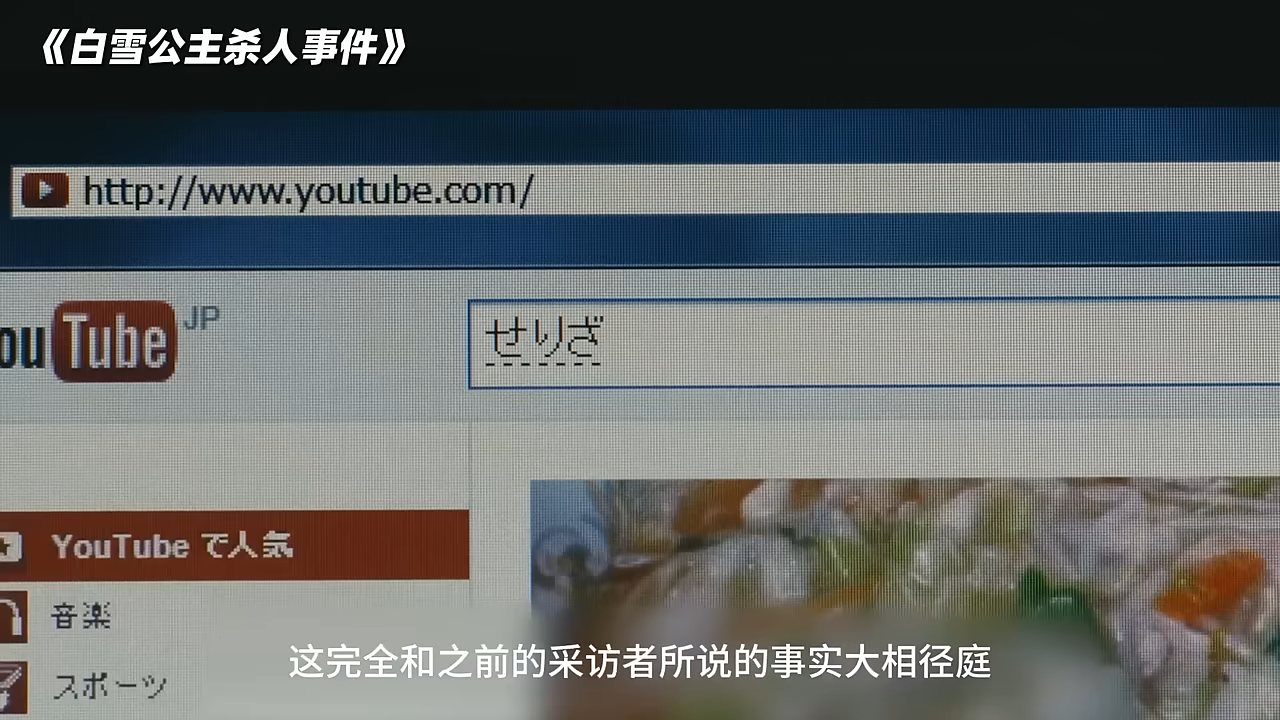 《白雪公主杀人事件》
http://www.youtube.com/
ouTube JP
せりざ
YouTube で人気
音楽
スポーツ
这完全和之前的采访者所说的事实大相径庭